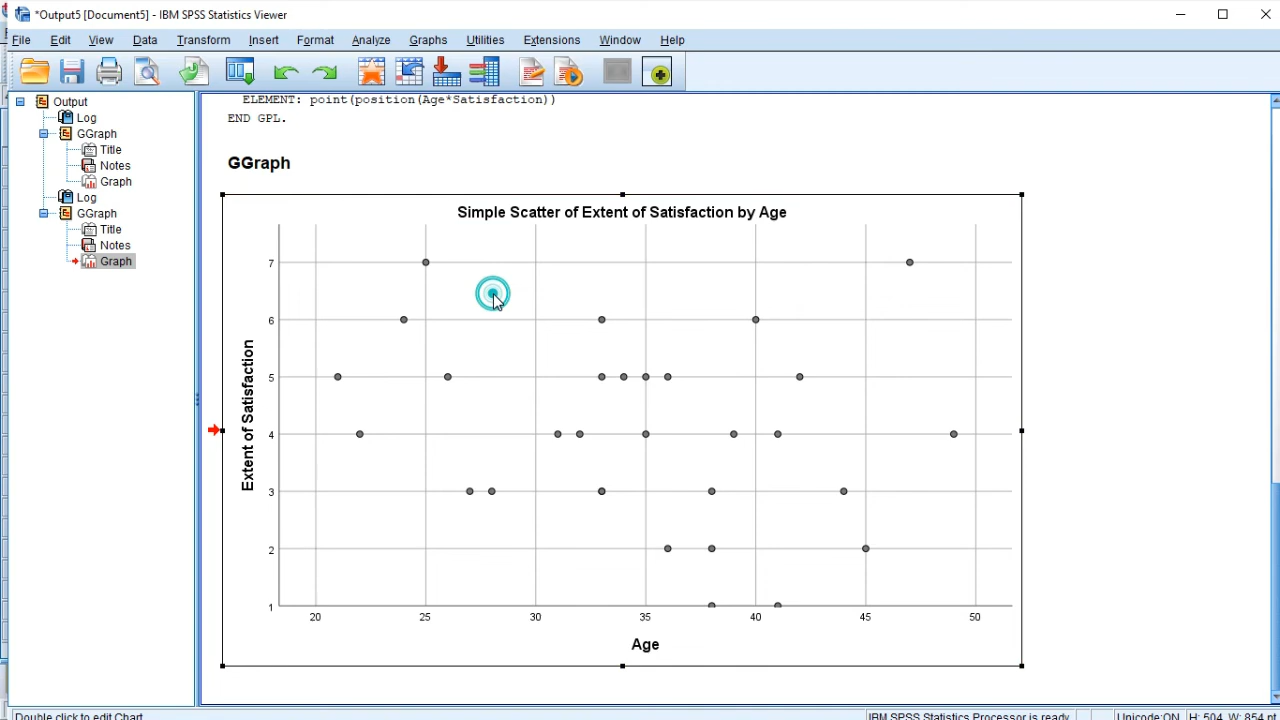 *Output5 [Document5] - IBM SPSS Statistics Viewer
File Edit View Data Transform Insert Format Analyze Graphs Utilities Extensions Window Help
Output
Log
GGraph
Title
Notes
Graph
Log
GGraph
Title
Notes
Graph
ELEMENT: point(position(Age*Satisfaction))
END GPL.
GGraph
Simple Scatter of Extent of Satisfaction by Age
Extent of Satisfaction
7
6
5
4
3
2
1
20 25 30 35 40 45 50
Age
Double click to edit Chart
IBM SPSS Statistics Processor is ready Unicode:ON H: 504, W: 854 pt